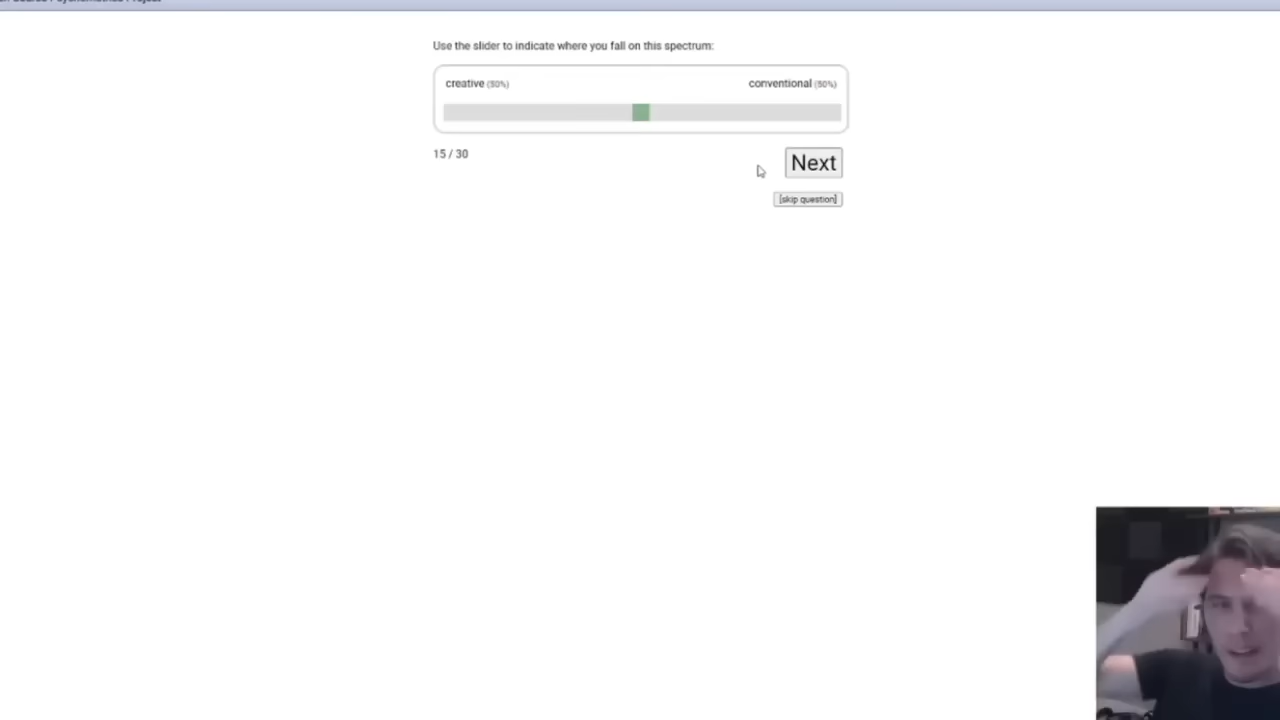 Use the slider to indicate where you fall on this spectrum:
creative (50%) conventional (50%)
15 / 30
Next
[skip question]